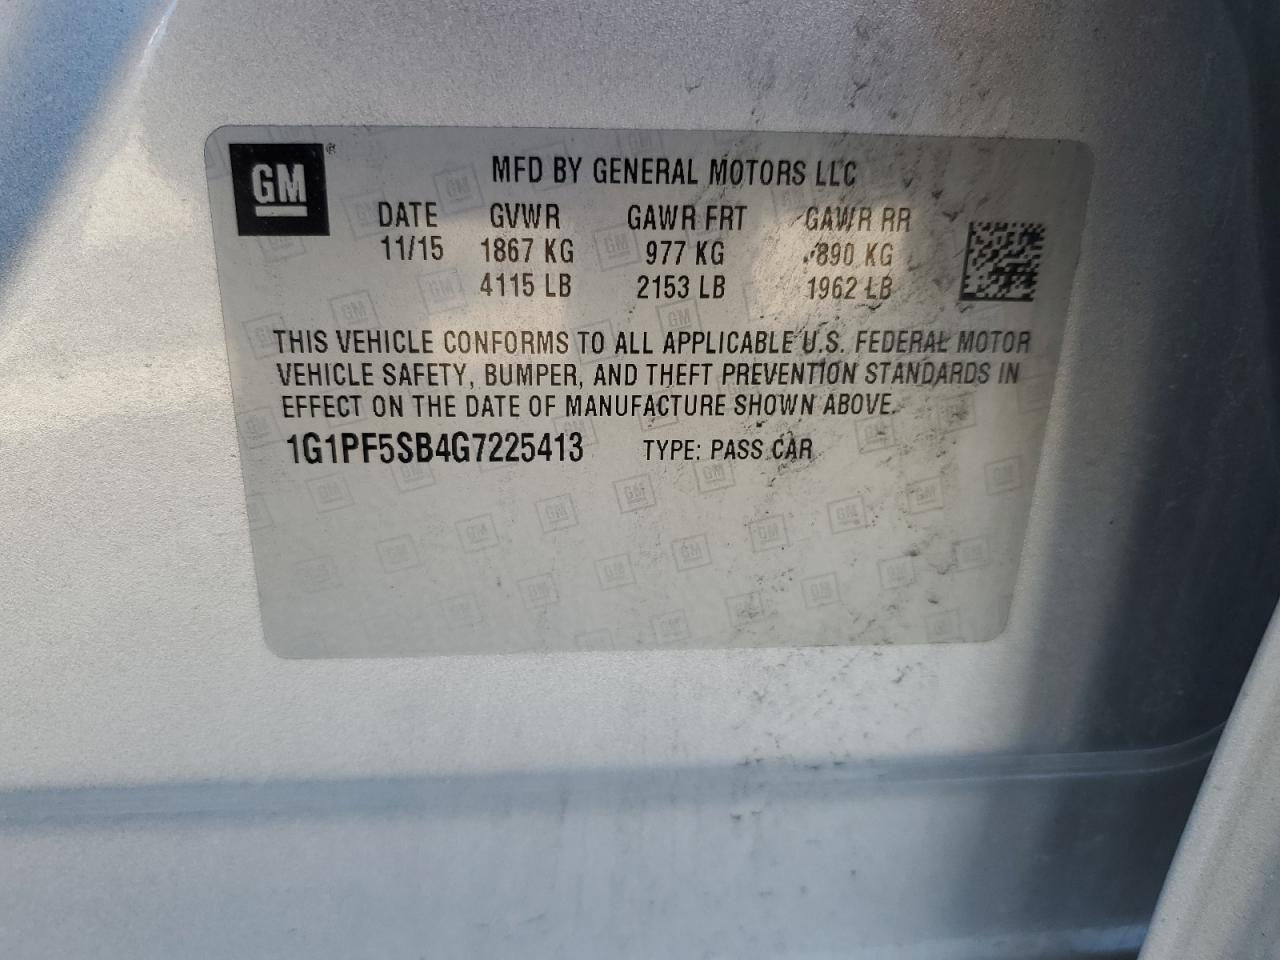 GM
MFD BY GENERAL MOTORS LLC
DATE GVWR GAWR FRT GAWR RR
11/15 1867 KG 977 KG 890 KG
4115 LB 2153 LB 1962 LB
THIS VEHICLE CONFORMS TO ALL APPLICABLE U.S. FEDERAL MOTOR
VEHICLE SAFETY, BUMPER, AND THEFT PREVENTION STANDARDS IN
EFFECT ON THE DATE OF MANUFACTURE SHOWN ABOVE.
1G1PF5SB4G7225413 TYPE: PASS CAR